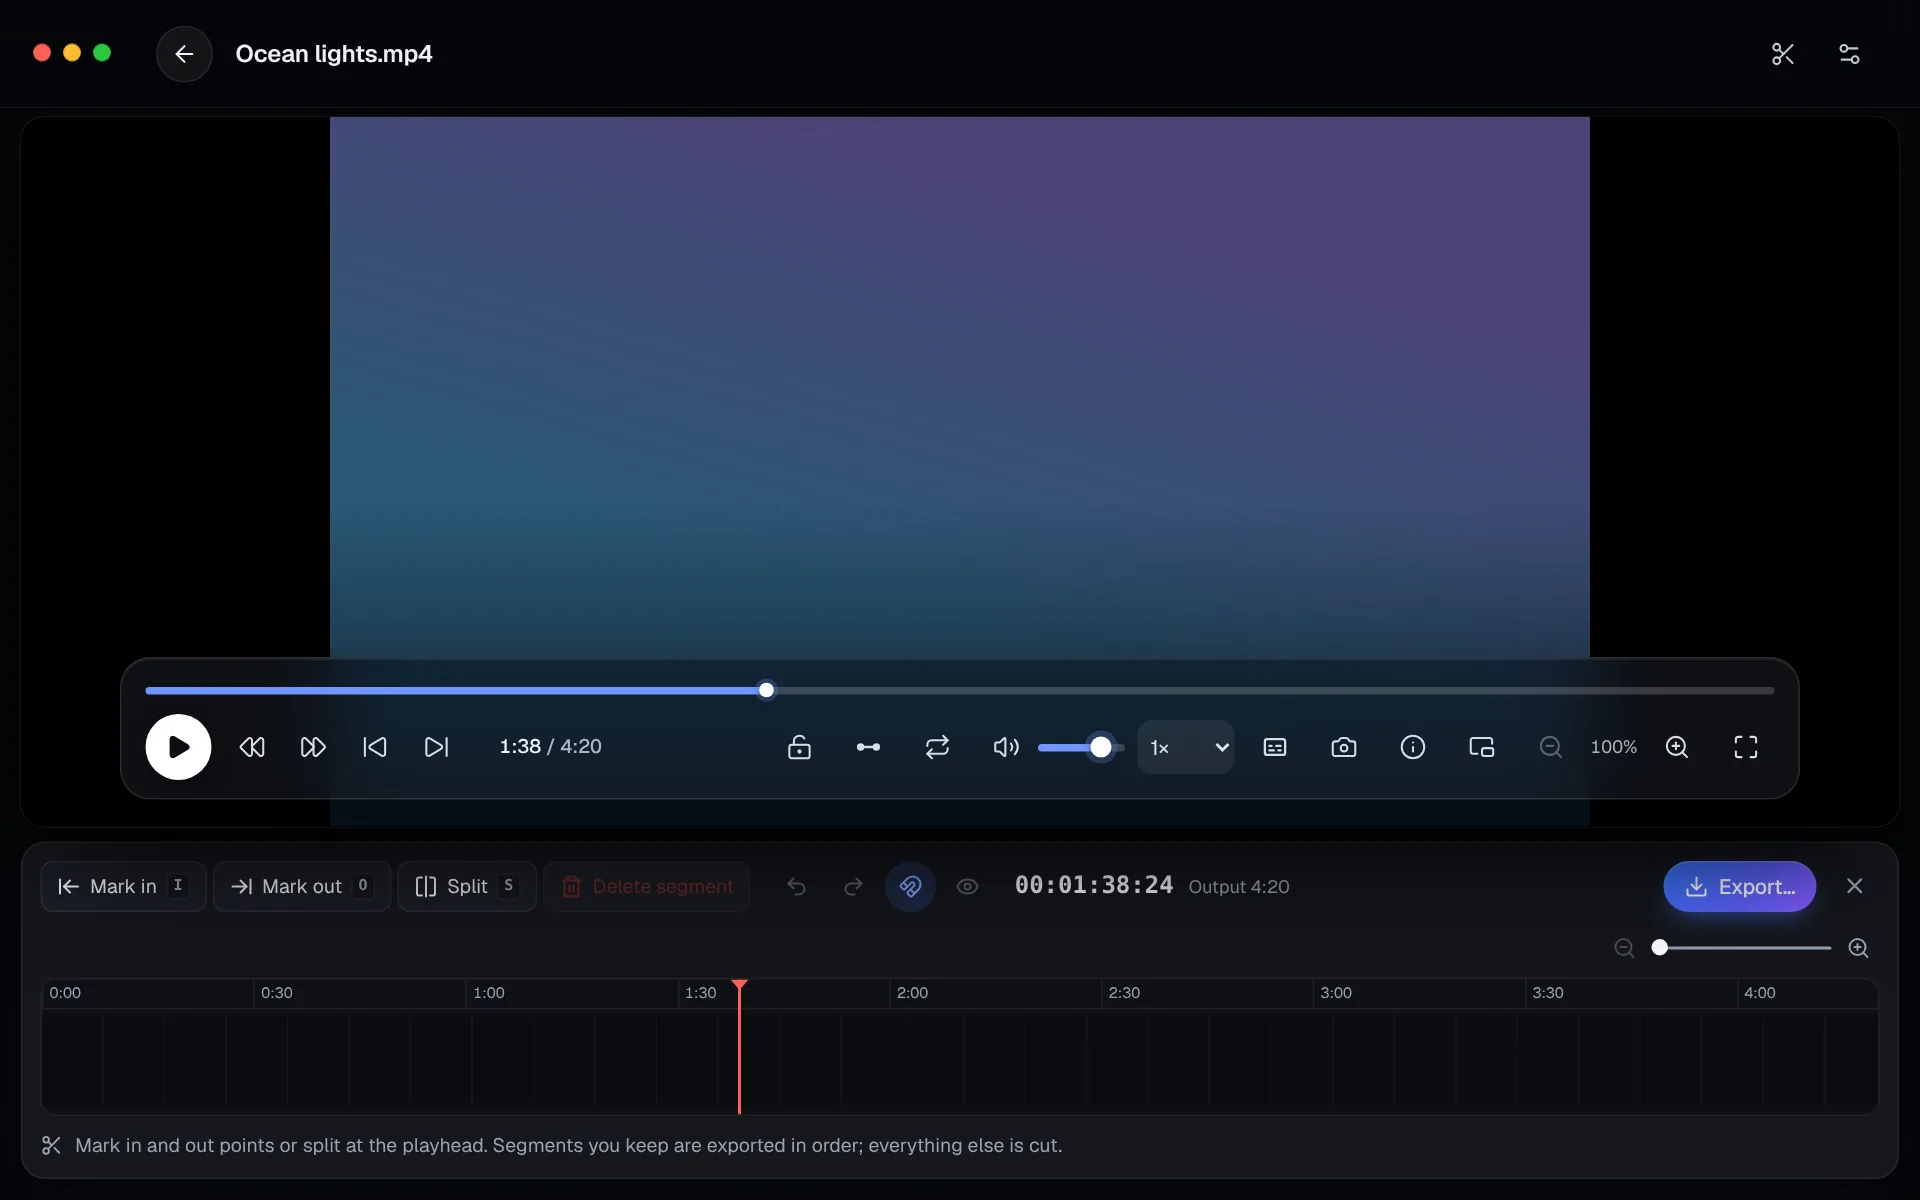 Ocean lights.mp4
1:38 / 4:20
1×
100%
Mark in I
Mark out O
Split S
Delete segment
00:01:38:24 Output 4:20
Export...
0:00 0:30 1:00 1:30 2:00 2:30 3:00 3:30 4:00
Mark in and out points or split at the playhead. Segments you keep are exported in order; everything else is cut.